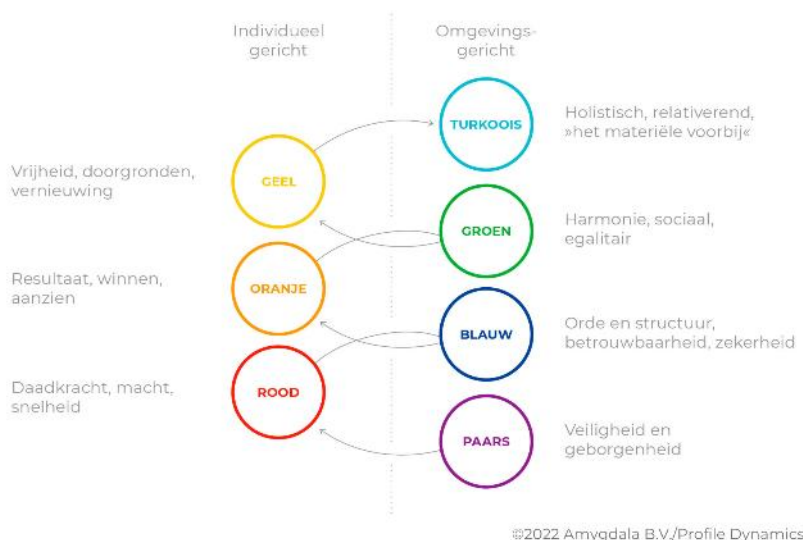 Individueel
gericht
Omgevings-
gericht
TURKOOIS
Holistisch, relativerend,
»het materiële voorbij«
Vrijheid, doorgronden,
vernieuwing
GEEL
GROEN
Harmonie, sociaal,
egalitair
Resultaat, winnen,
aanzien
ORANJE
BLAUW
Orde en structuur,
betrouwbaarheid, zekerheid
Daadkracht, macht,
snelheid
ROOD
PAARS
Veiligheid en
geborgenheid
©2022 Amygdala B.V./Profile Dynamics